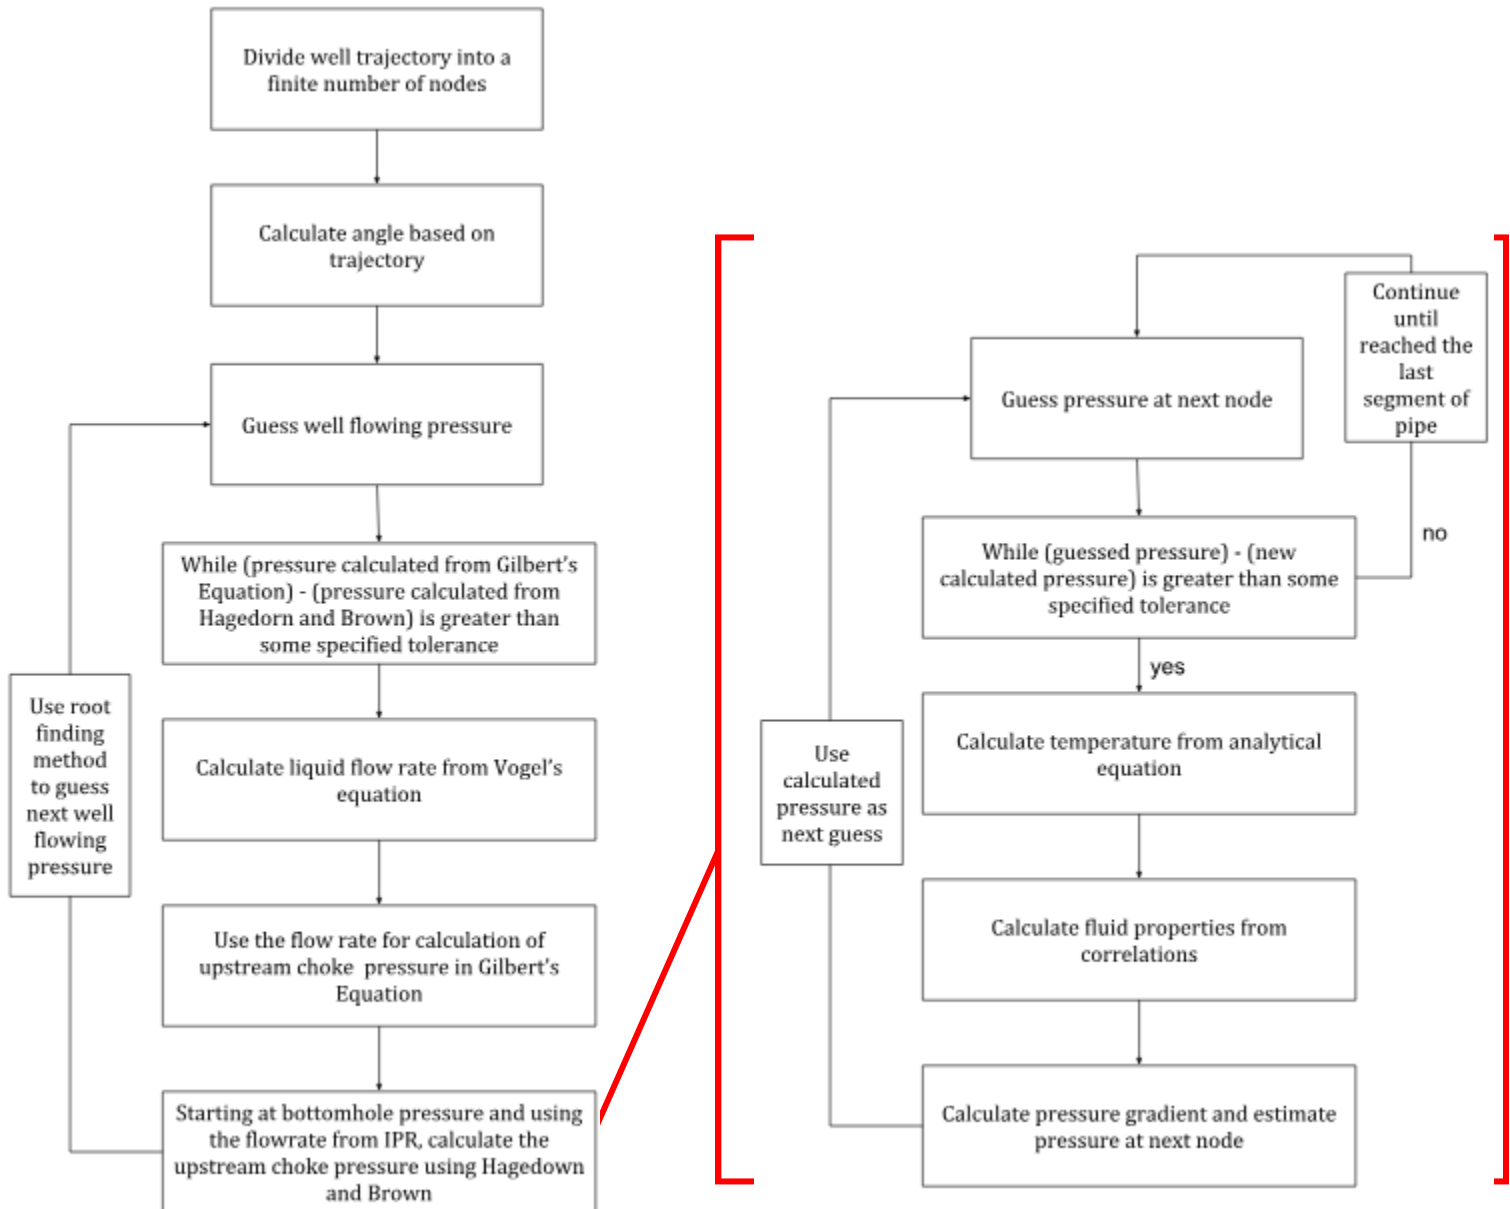 Divide well trajectory into a
finite number of nodes
Calculate angle based on
trajectory
Guess well flowing pressure
While (pressure calculated from Gilbert's
Equation) - (pressure calculated from
Hagedorn and Brown) is greater than
some specified tolerance
Calculate liquid flow rate from Vogel's
equation
Use the flow rate for calculation of
upstream choke pressure in Gilbert's
Equation
Starting at bottomhole pressure and using
the flowrate from IPR, calculate the
upstream choke pressure using Hagedown
and Brown
Use root
finding
method
to guess
next well
flowing
pressure
Continue
until
reached the
last
segment of
pipe
Guess pressure at next node
no
While (guessed pressure) - (new
calculated pressure) is greater than some
specified tolerance
yes
Calculate temperature from analytical
equation
Calculate fluid properties from
correlations
Calculate pressure gradient and estimate
pressure at next node
Use
calculated
pressure as
next guess